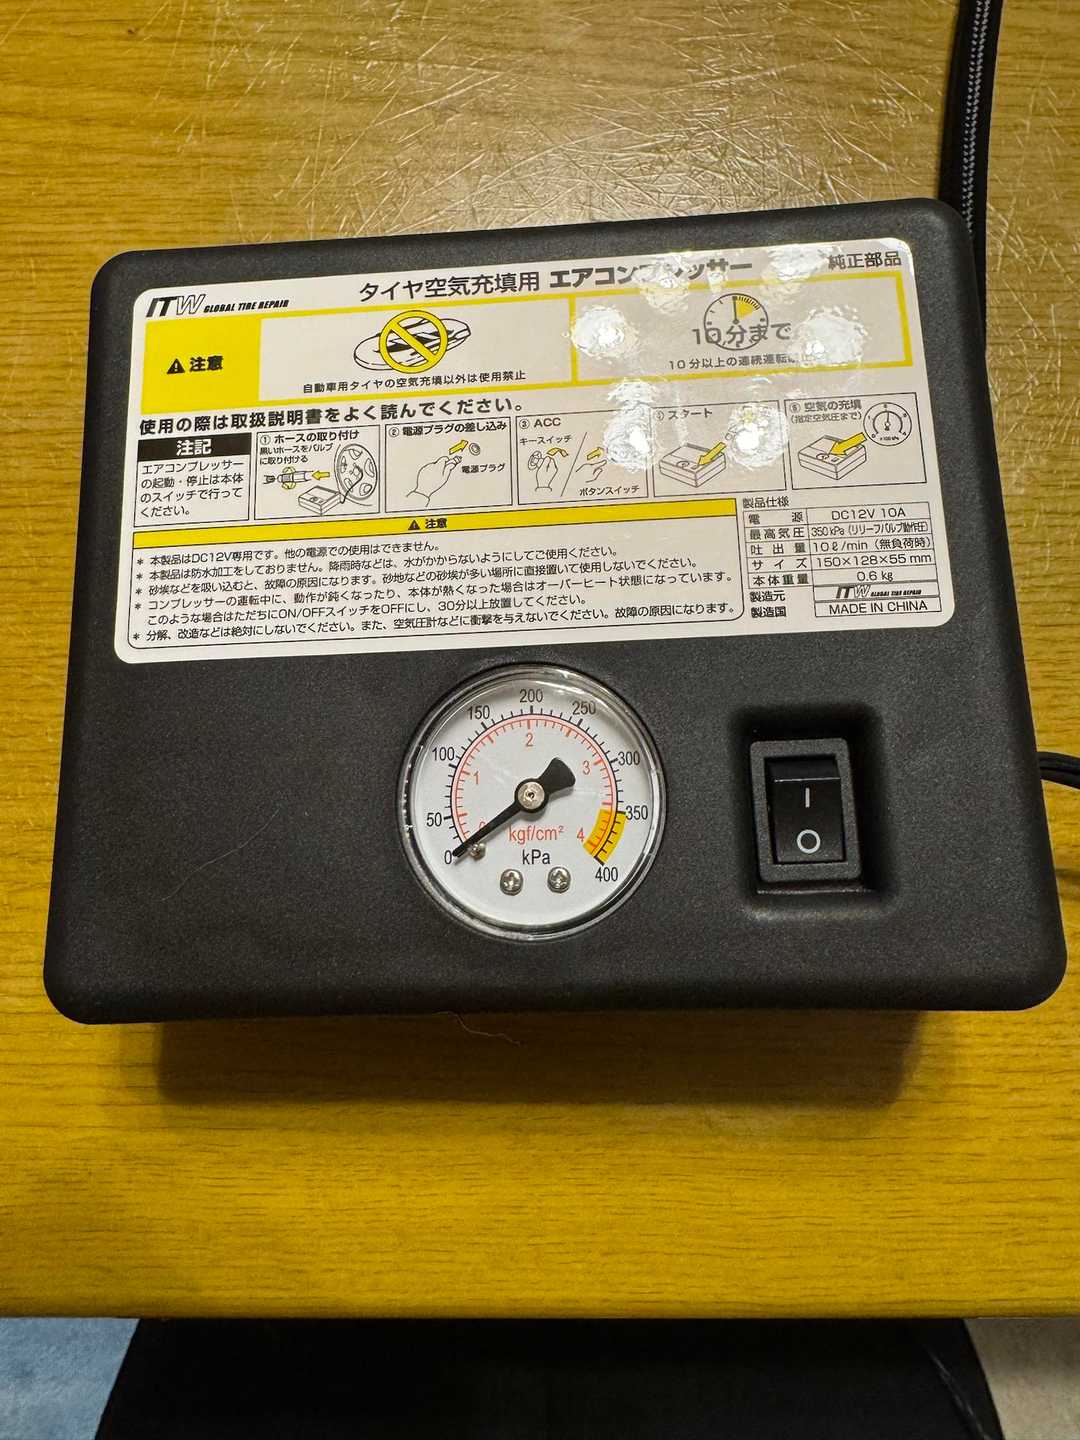 ITW GLOBAL TIRE REPAIR
タイヤ空気充填用 エアコンプレッサー
純正部品
注意
自動車用タイヤの空気充填以外は使用禁止
10分まで
10分以上の連続運転
使用の際は取扱説明書をよく読んでください。
注記
エアコンプレッサー
の起動・停止は本体
のスイッチで行って
ください。
① ホースの取り付け
黒いホースをバルブ
に取り付ける
② 電源プラグの差し込み
電源プラグ
③ ACC
キースイッチ
ボタンスイッチ
スタート
⑤ 空気の充填
(指定空気圧まで)
×100 kPa
注意
* 本製品はDC12V専用です。他の電源での使用はできません。
* 本製品は防水加工をしておりません。降雨時などは、水がかからないようにしてご使用ください。
* 砂埃などを吸い込むと、故障の原因になります。砂地などの砂埃が多い場所に直接置いて使用しないでください。
* コンプレッサーの運転中に、動作が鈍くなったり、本体が熱くなった場合はオーバーヒート状態になっています。
このような場合はただちにON/OFFスイッチをOFFにし、30分以上放置してください。
* 分解、改造などは絶対にしないでください。また、空気圧計などに衝撃を与えないでください。故障の原因になります。
製品仕様
電源 DC12V 10A
最高気圧 350 kPa (リリーフバルブ動作圧)
吐出量 10ℓ/min (無負荷時)
サイズ 150×128×55 mm
本体重量 0.6 kg
製造元 ITW GLOBAL TIRE REPAIR
製造国 MADE IN CHINA
0 50 100 150 200 250 300 350 400
0 1 2 3 4
kgf/cm²
kPa
I
O